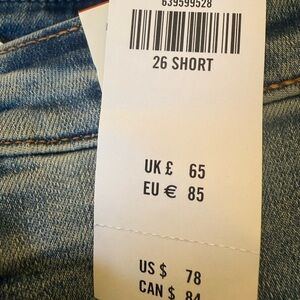 639599528
26 SHORT
UK £ 65
EU € 85
US $ 78
CAN $ 84